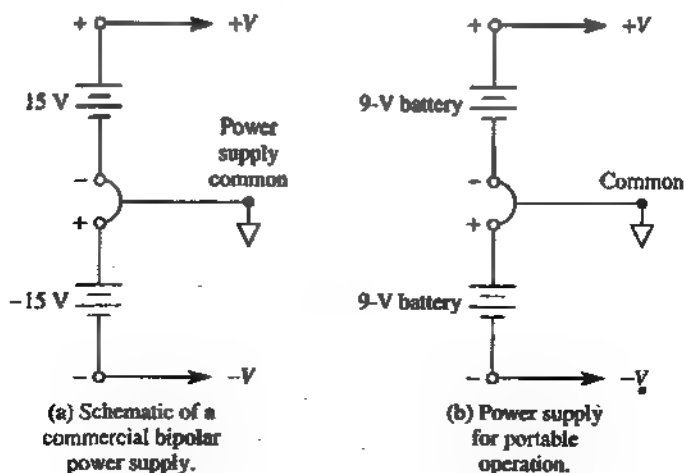 + +V
15 V
Power
supply
common
-
+
–15 V
- –V
(a) Schematic of a
commercial bipolar
power supply.
+ +V
9-V battery
-
Common
+
9-V battery
- –V
(b) Power supply
for portable
operation.